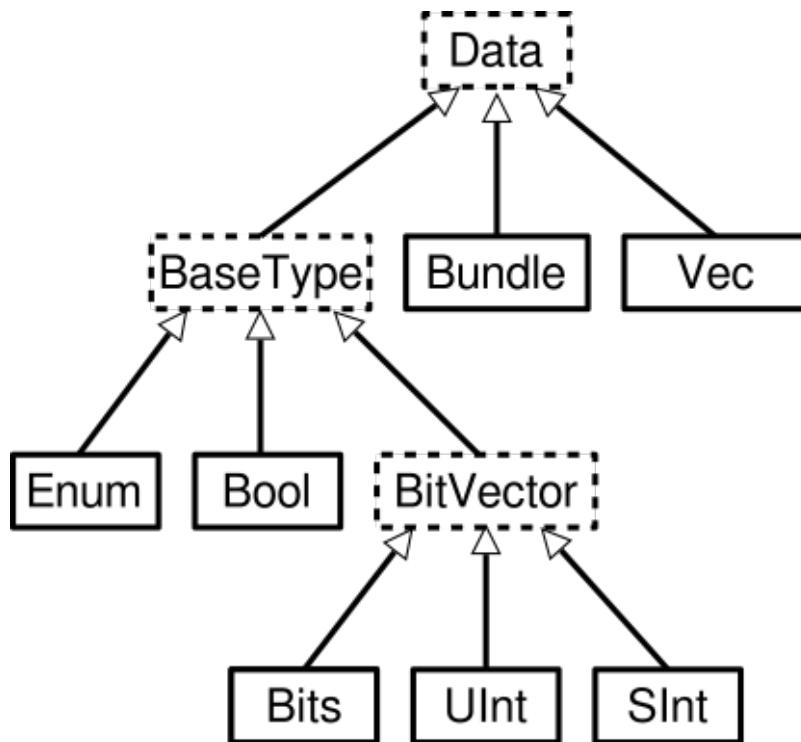 Data
BaseType
Bundle
Vec
Enum
Bool
BitVector
Bits
UInt
SInt